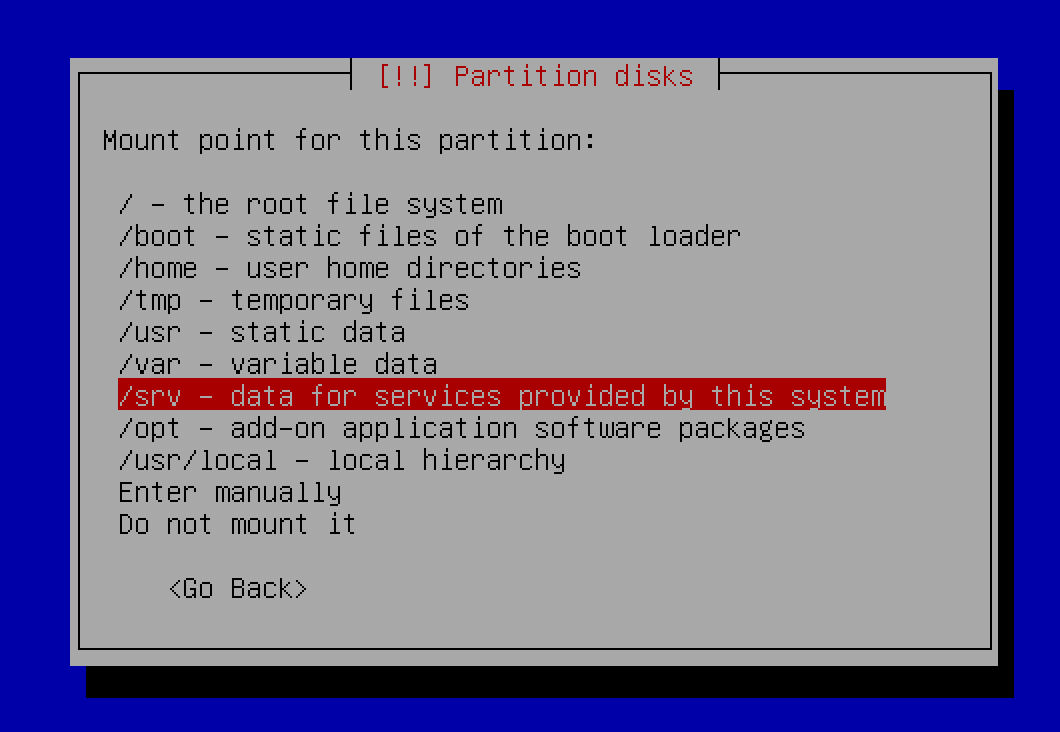 [!!] Partition disks
Mount point for this partition:
/ - the root file system
/boot - static files of the boot loader
/home - user home directories
/tmp - temporary files
/usr - static data
/var - variable data
/srv - data for services provided by this system
/opt - add-on application software packages
/usr/local - local hierarchy
Enter manually
Do not mount it
<Go Back>